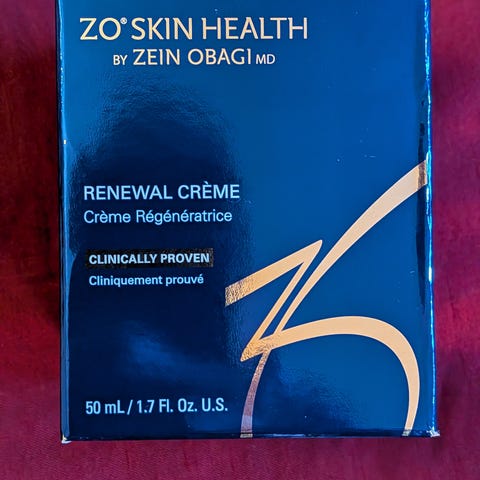 ZO® SKIN HEALTH
BY ZEIN OBAGI MD
RENEWAL CRÈME
Crème Régénératrice
CLINICALLY PROVEN
Cliniquement prouvé
50 mL / 1.7 Fl. Oz. U.S.